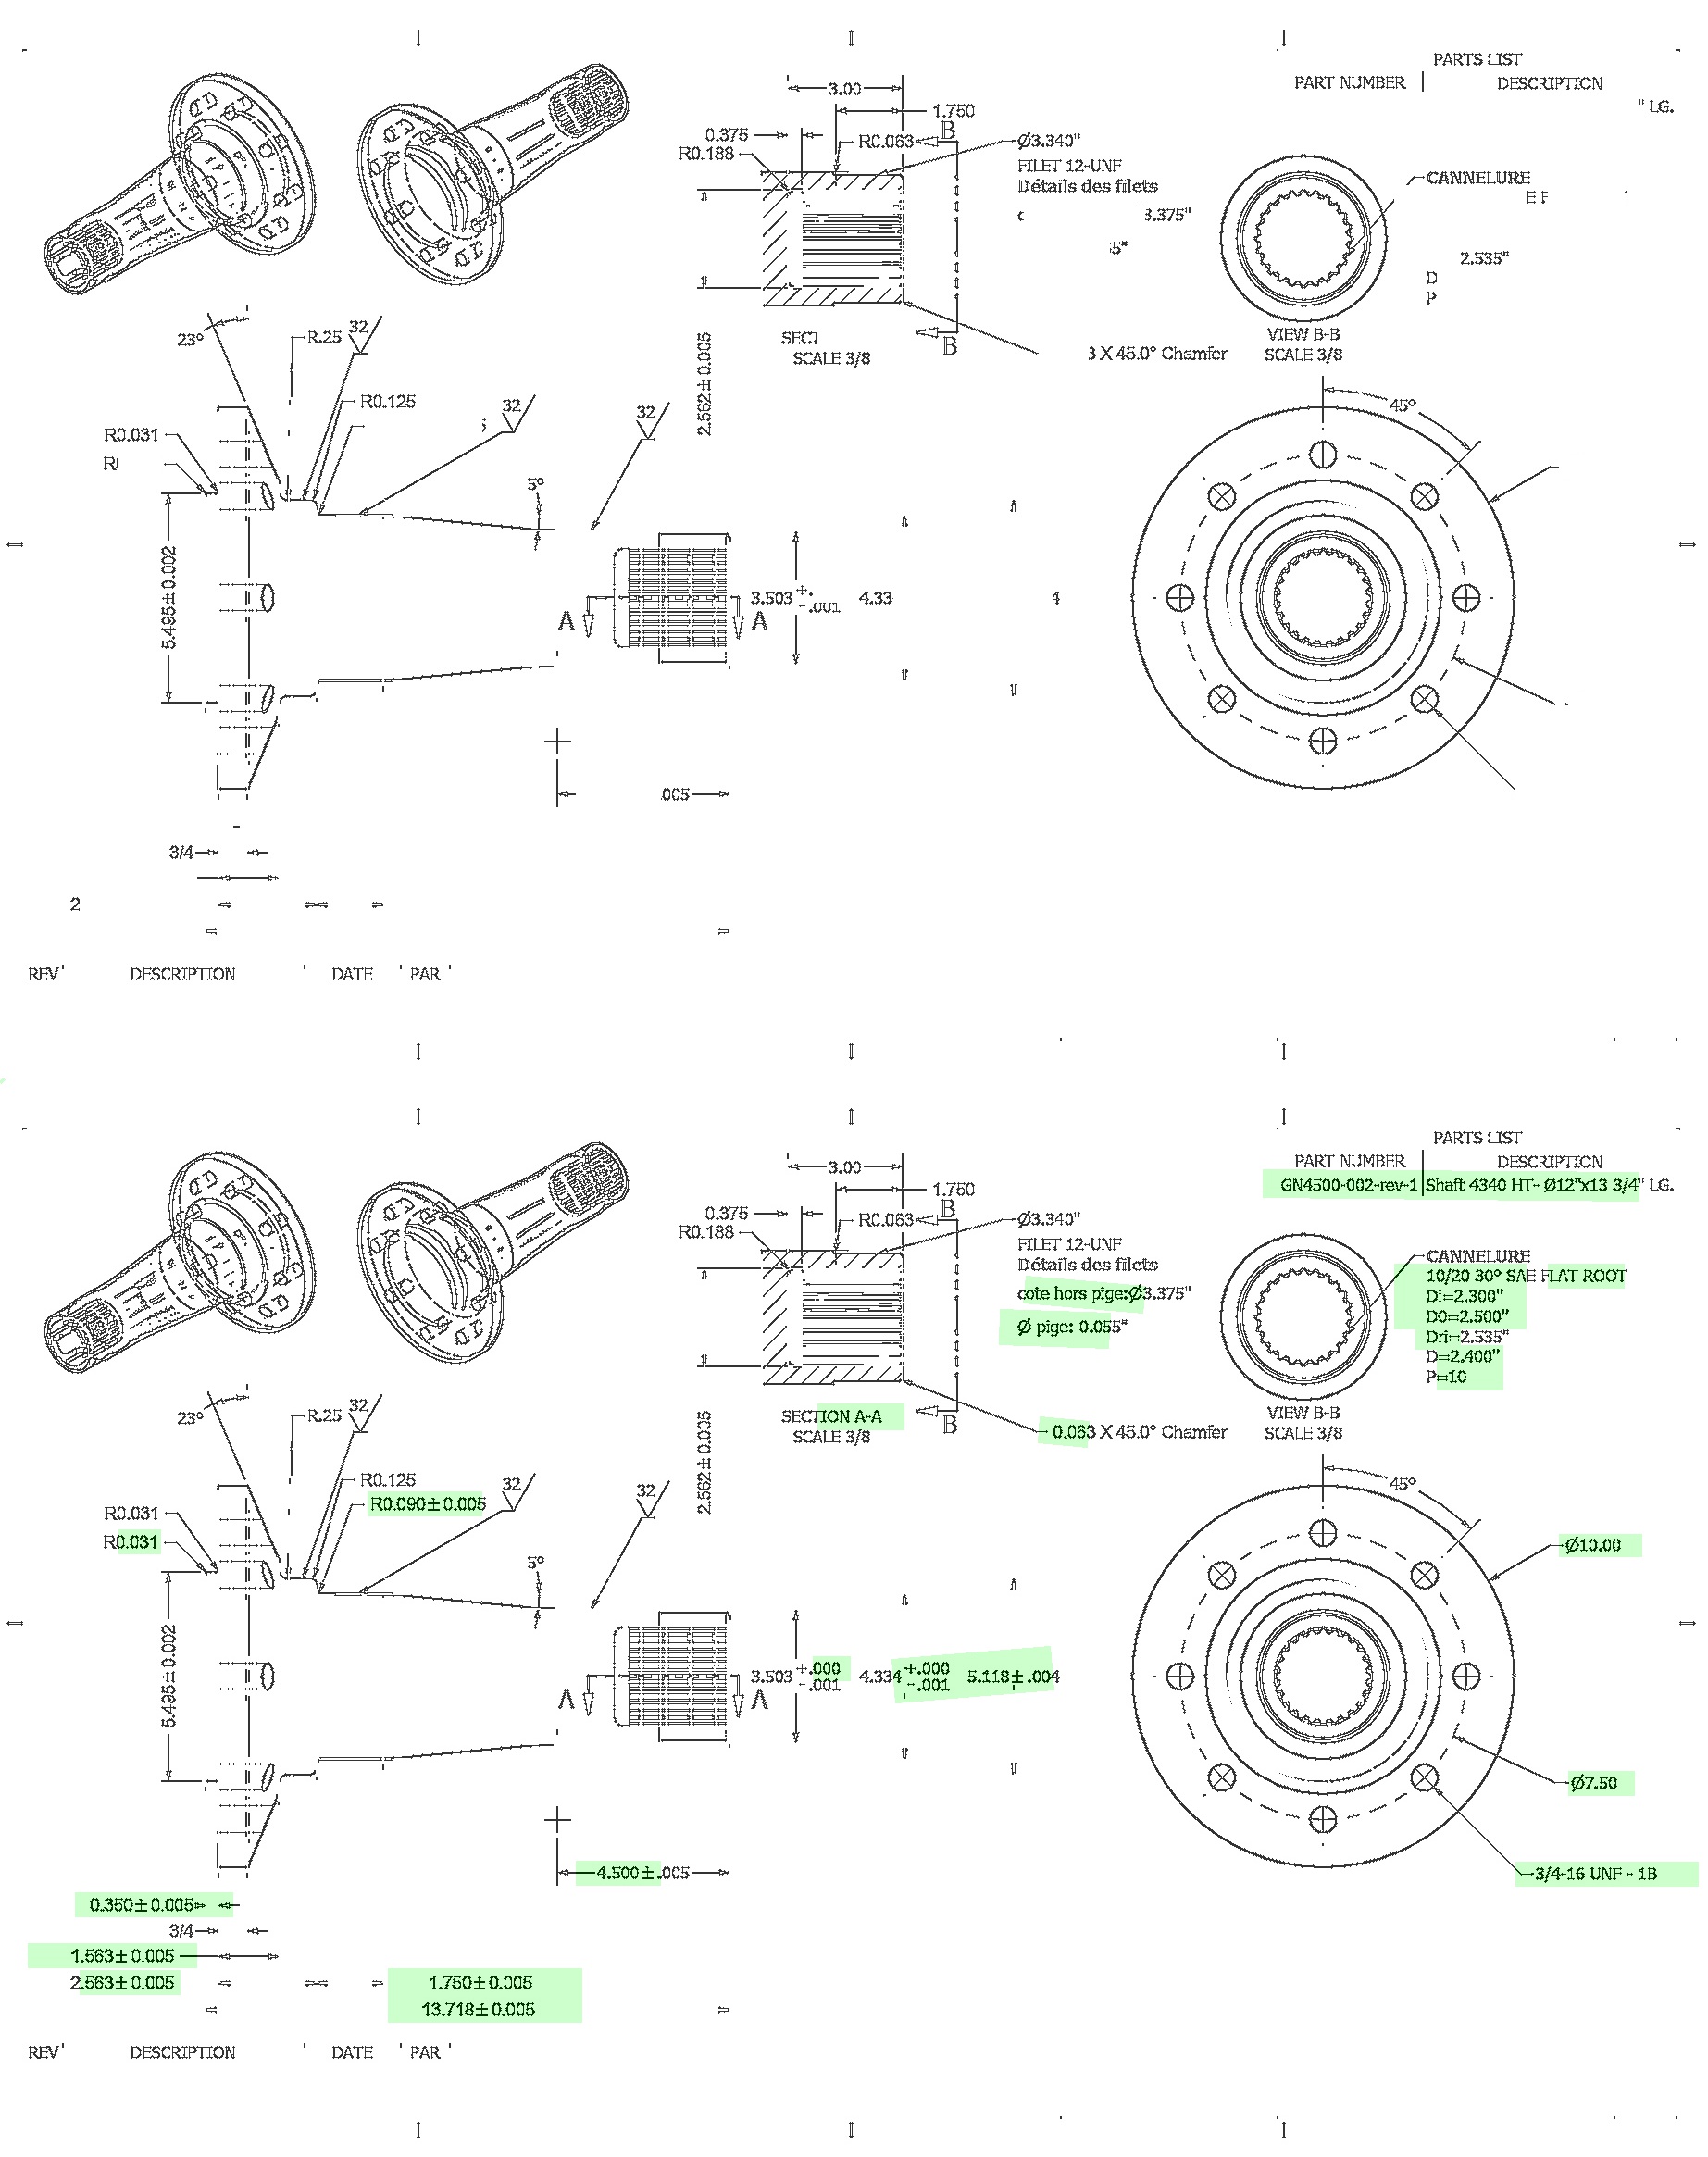 PARTS LIST
PART NUMBER DESCRIPTION
" LG.
3.00
1.750
0.375
R0.063
B
R0.188
Ø3.340"
FILET 12-UNF
Détails des filets
3.375"
5"
CANNELURE
2.535"
D
P
VIEW B-B
SCALE 3/8
SECT
SCALE 3/8
B
3 X 45.0° Chamfer
2.562±0.005
23°
R.25
32
R0.125
32
32
R0.031
5°
45°
5.495±0.002
A
A
3.503
-.001
4.33
4
.005
3/4
2
REV DESCRIPTION DATE PAR
PARTS LIST
PART NUMBER DESCRIPTION
GN4500-002-rev-1 Shaft 4340 HT- Ø12"x13 3/4" LG.
3.00
1.750
0.375
R0.063
B
R0.188
Ø3.340"
FILET 12-UNF
Détails des filets
cote hors pige:Ø3.375"
Ø pige: 0.055"
CANNELURE
10/20 30° SAE FLAT ROOT
DI=2.300"
D0=2.500"
Dri=2.535"
D=2.400"
P=10
VIEW B-B
SCALE 3/8
SECTION A-A
SCALE 3/8
B
0.063 X 45.0° Chamfer
2.562±0.005
23°
R.25
32
R0.125
R0.090±0.005
32
32
R0.031
R0.031
5°
45°
Ø10.00
5.495±0.002
A
A
3.503 +.000
-.001
4.334 +.000
-.001
5.118±.004
Ø7.50
3/4-16 UNF - 1B
4.500±.005
0.350±0.005
3/4
1.563±0.005
2.563±0.005
1.750±0.005
13.718±0.005
REV DESCRIPTION DATE PAR